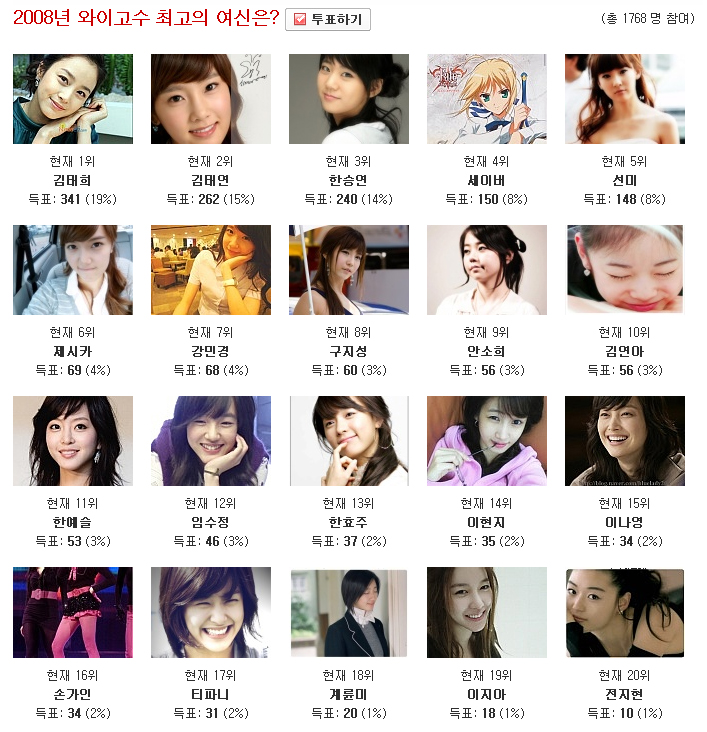 2008년 와이고수 최고의 여신은?
투표하기
(총 1768 명 참여)
현재 1위
김태희
득표: 341 (19%)
현재 2위
김태연
득표: 262 (15%)
현재 3위
한승연
득표: 240 (14%)
현재 4위
세이버
득표: 150 (8%)
현재 5위
선미
득표: 148 (8%)
현재 6위
제시카
득표: 69 (4%)
현재 7위
강민경
득표: 68 (4%)
현재 8위
구지성
득표: 60 (3%)
현재 9위
안소희
득표: 56 (3%)
현재 10위
김연아
득표: 56 (3%)
현재 11위
한예슬
득표: 53 (3%)
현재 12위
임수정
득표: 46 (3%)
현재 13위
한효주
득표: 37 (2%)
현재 14위
이현지
득표: 35 (2%)
현재 15위
이나영
득표: 34 (2%)
현재 16위
손가인
득표: 34 (2%)
현재 17위
티파니
득표: 31 (2%)
현재 18위
계륜미
득표: 20 (1%)
현재 19위
이지아
득표: 18 (1%)
현재 20위
전지현
득표: 10 (1%)